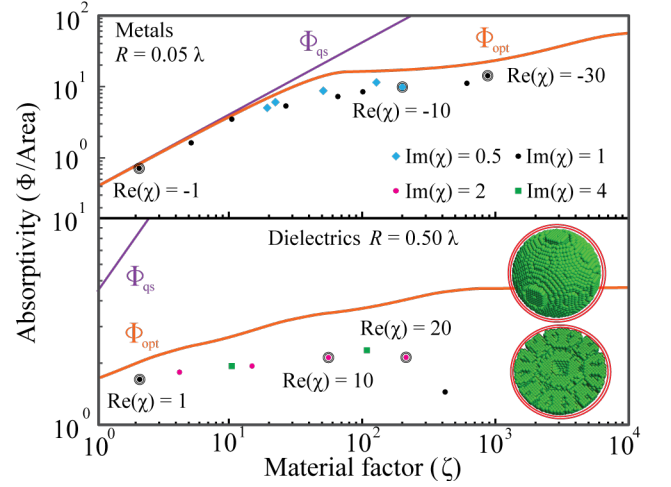 Absorptivity (Φ/Area)
10²
10¹
10⁰
Metals
R = 0.05 λ
Φqs
Φopt
Re(χ) = -30
Re(χ) = -10
Re(χ) = -1
Im(χ) = 0.5
Im(χ) = 1
Im(χ) = 2
Im(χ) = 4
10¹
10⁰
Dielectrics R = 0.50 λ
Φqs
Φopt
Re(χ) = 20
Re(χ) = 10
Re(χ) = 1
10⁰
10¹
10²
10³
10⁴
Material factor (ζ)